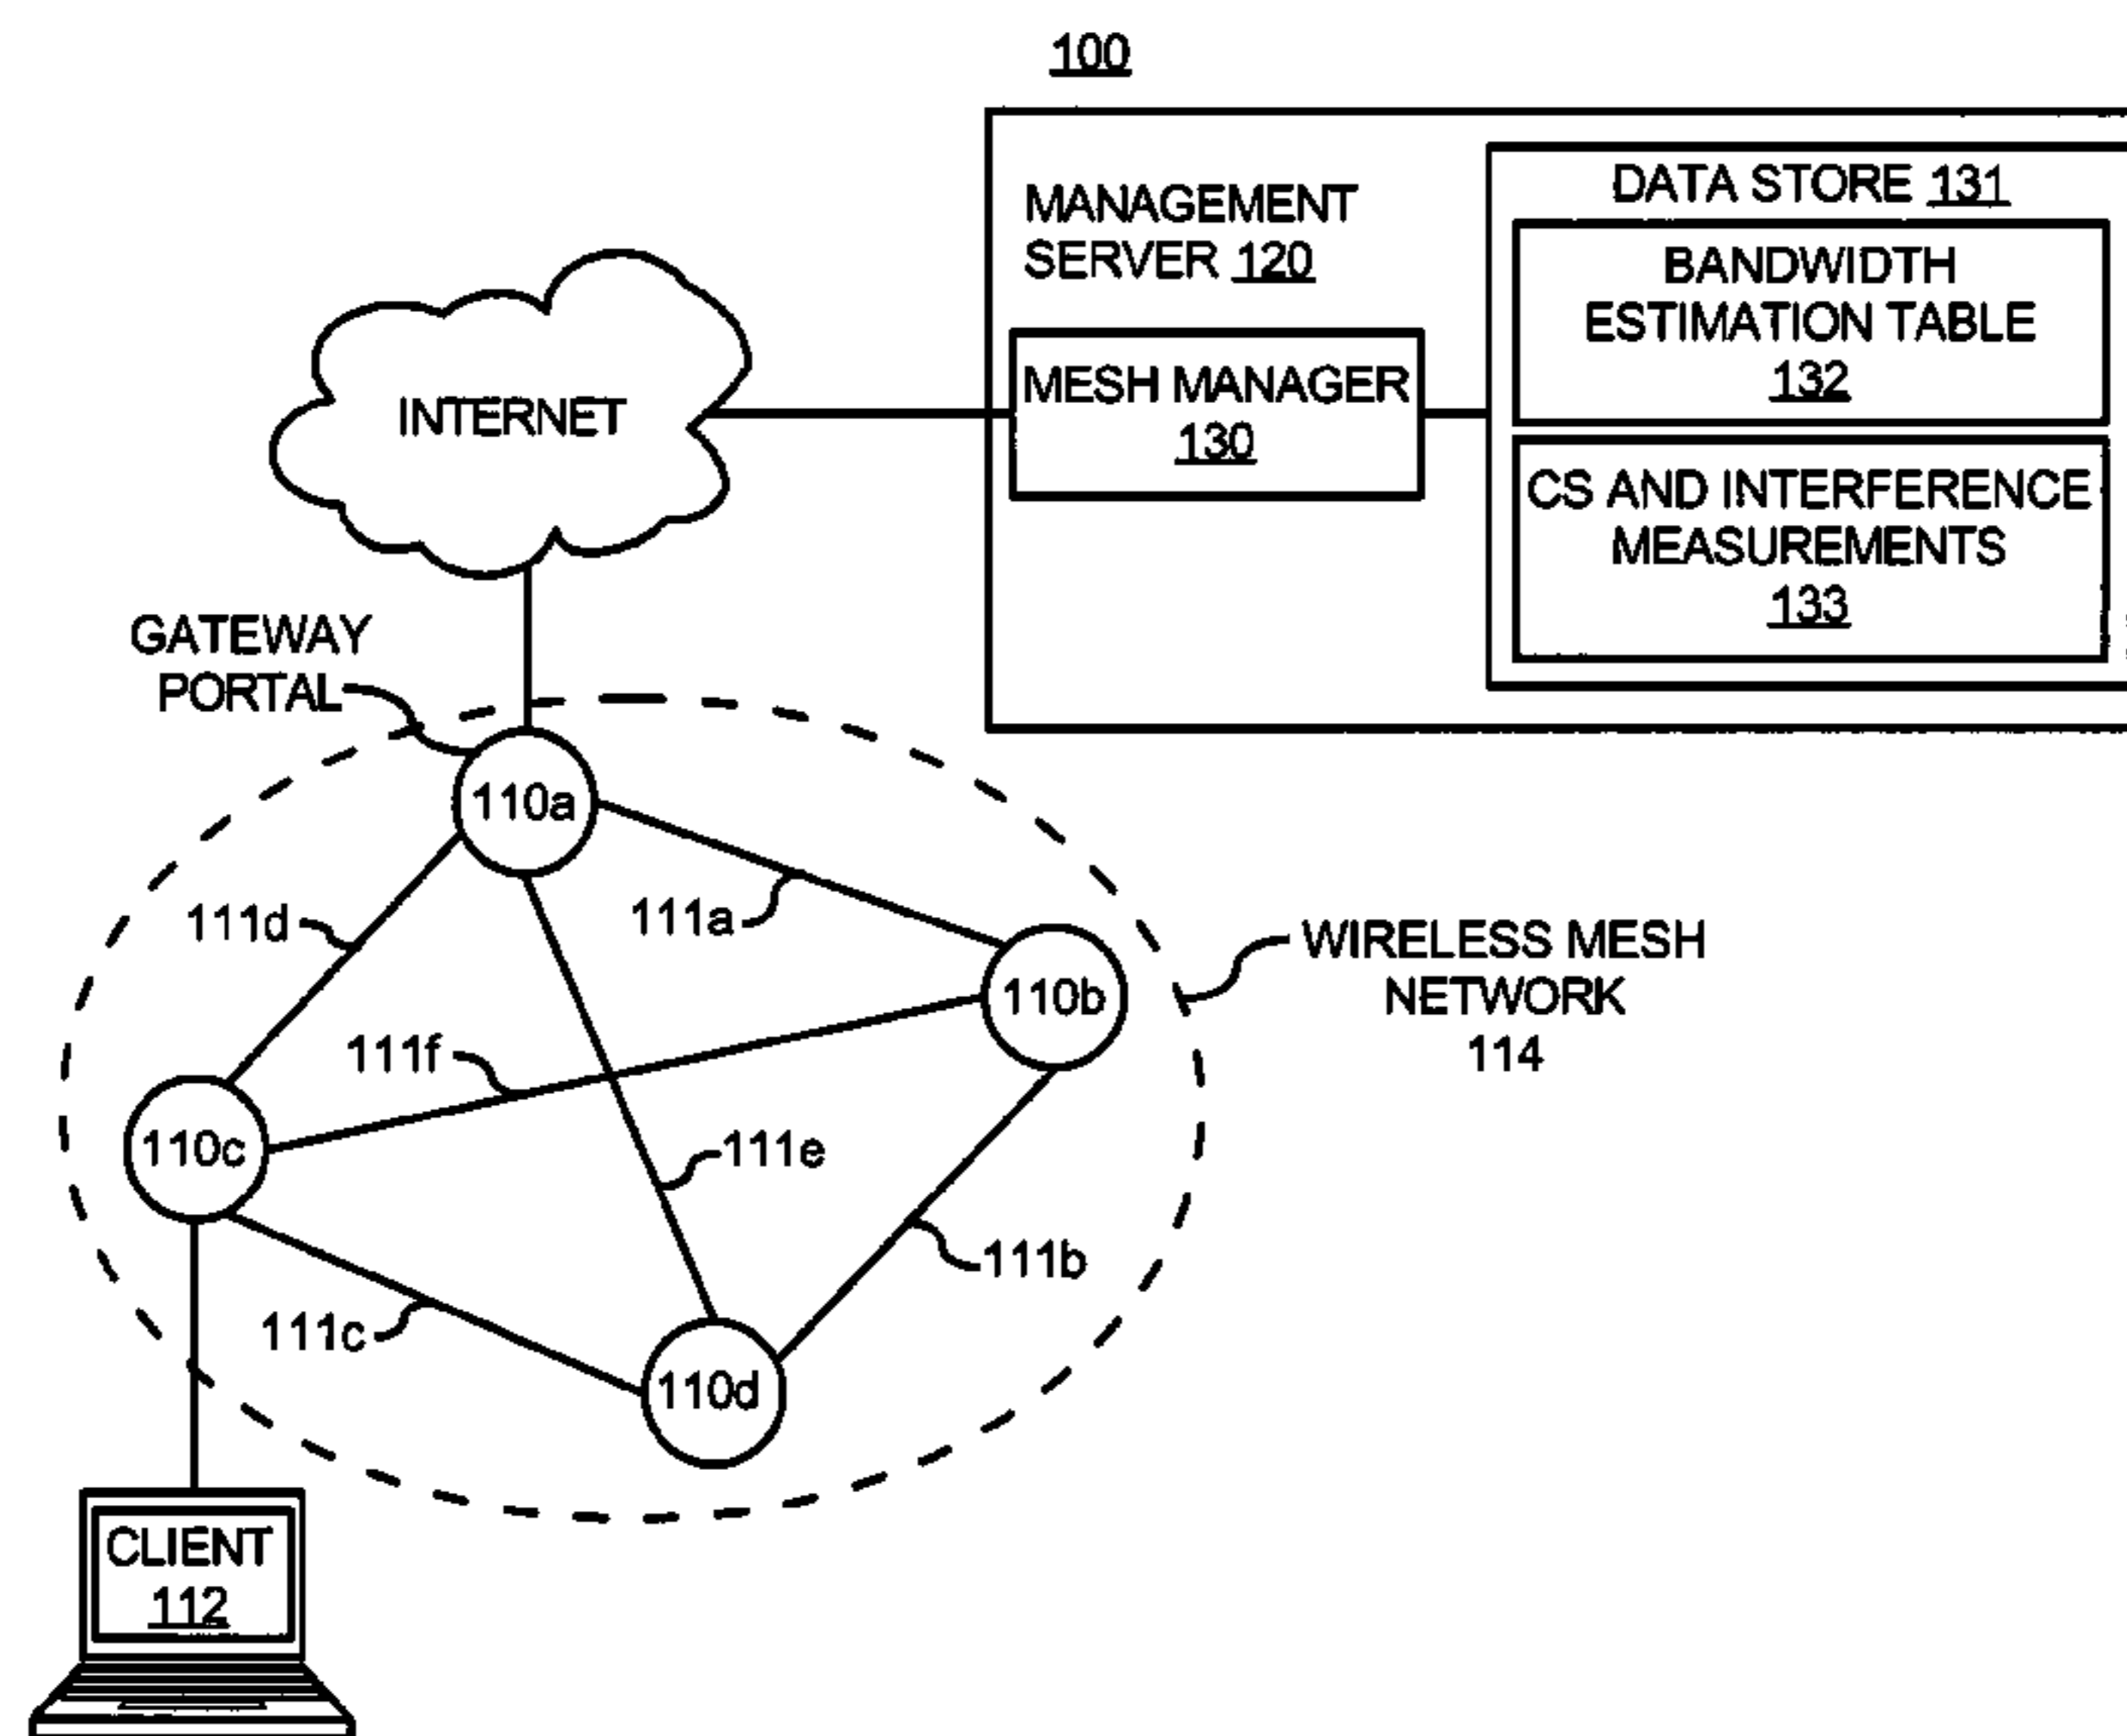 100
MANAGEMENT
SERVER 120
DATA STORE 131
BANDWIDTH
ESTIMATION TABLE
132
MESH MANAGER
130
CS AND INTERFERENCE
MEASUREMENTS
133
INTERNET
GATEWAY
PORTAL
110a
111d
111a
110b
WIRELESS MESH
NETWORK
114
111f
110c
111e
111b
111c
110d
CLIENT
112